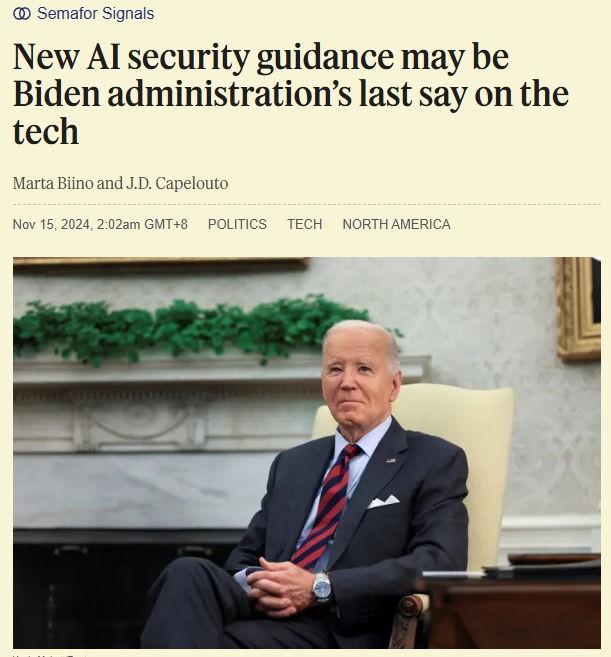 Semafor Signals
New AI security guidance may be
Biden administration's last say on the
tech
Marta Biino and J.D. Capelouto
Nov 15, 2024, 2:02am GMT+8 POLITICS TECH NORTH AMERICA